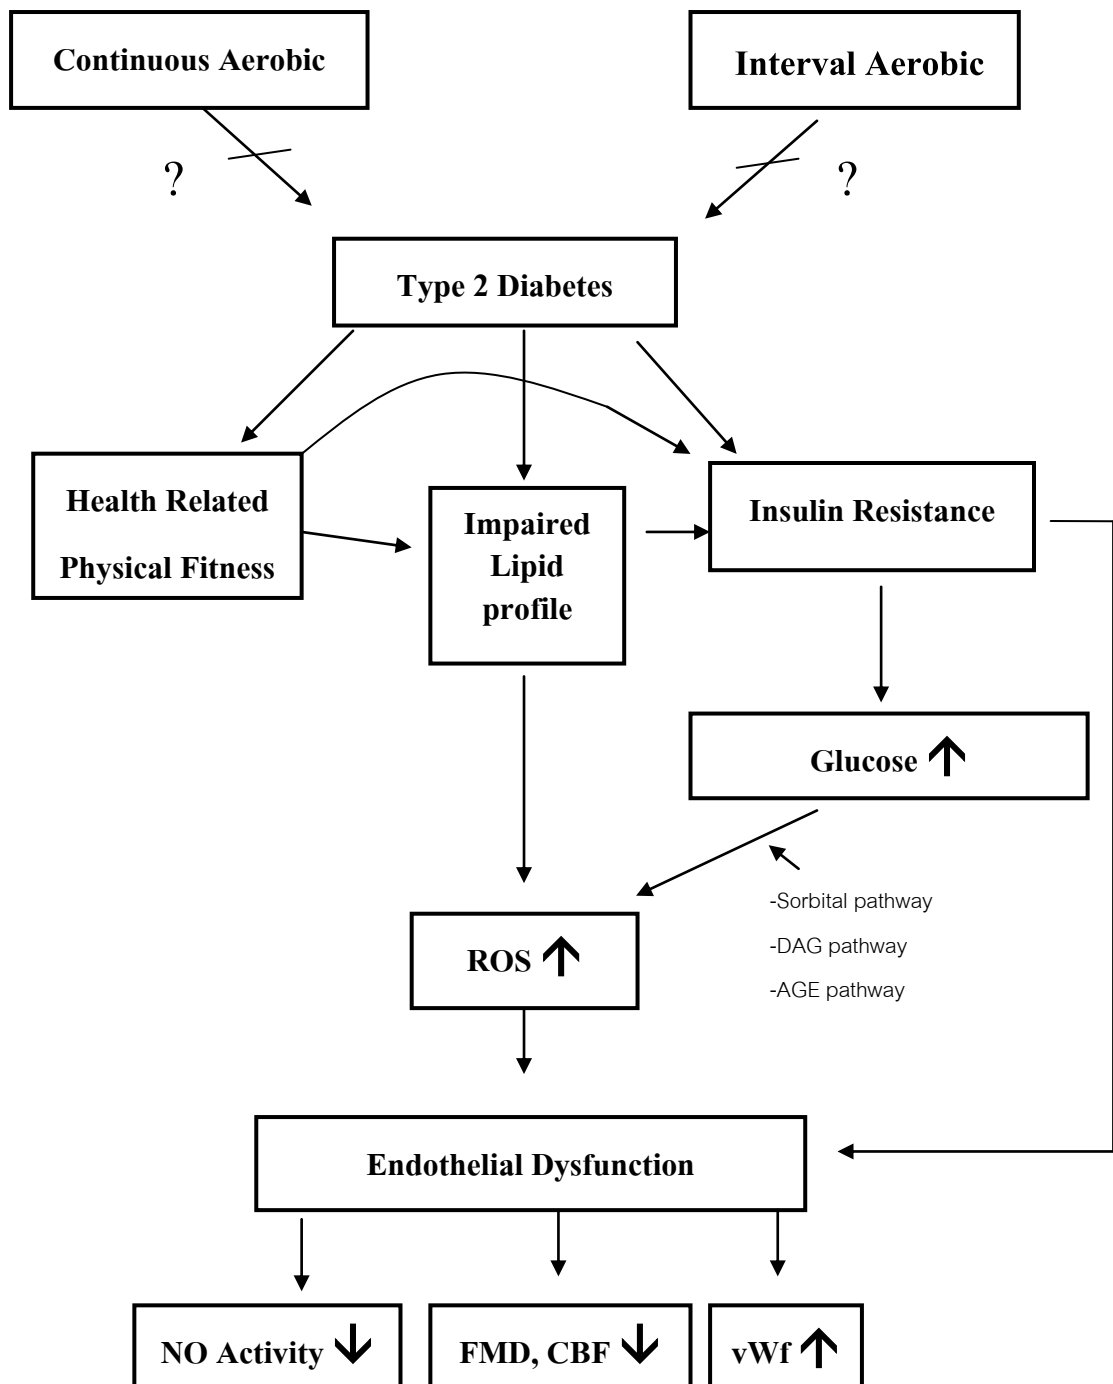 Continuous Aerobic
Interval Aerobic
?
?
Type 2 Diabetes
Health Related
Physical Fitness
Impaired
Lipid
profile
Insulin Resistance
Glucose ↑
-Sorbital pathway
-DAG pathway
-AGE pathway
ROS ↑
Endothelial Dysfunction
NO Activity ↓
FMD, CBF ↓
vWf ↑